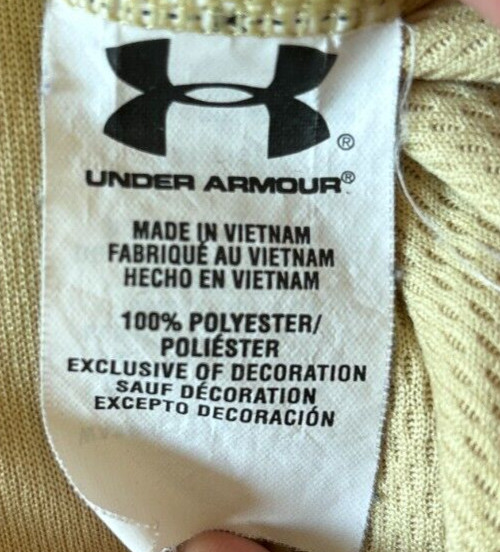 ®
UNDER ARMOUR®
MADE IN VIETNAM
FABRIQUÉ AU VIETNAM
HECHO EN VIETNAM
100% POLYESTER/
POLIÉSTER
EXCLUSIVE OF DECORATION
SAUF DÉCORATION
EXCEPTO DECORACIÓN